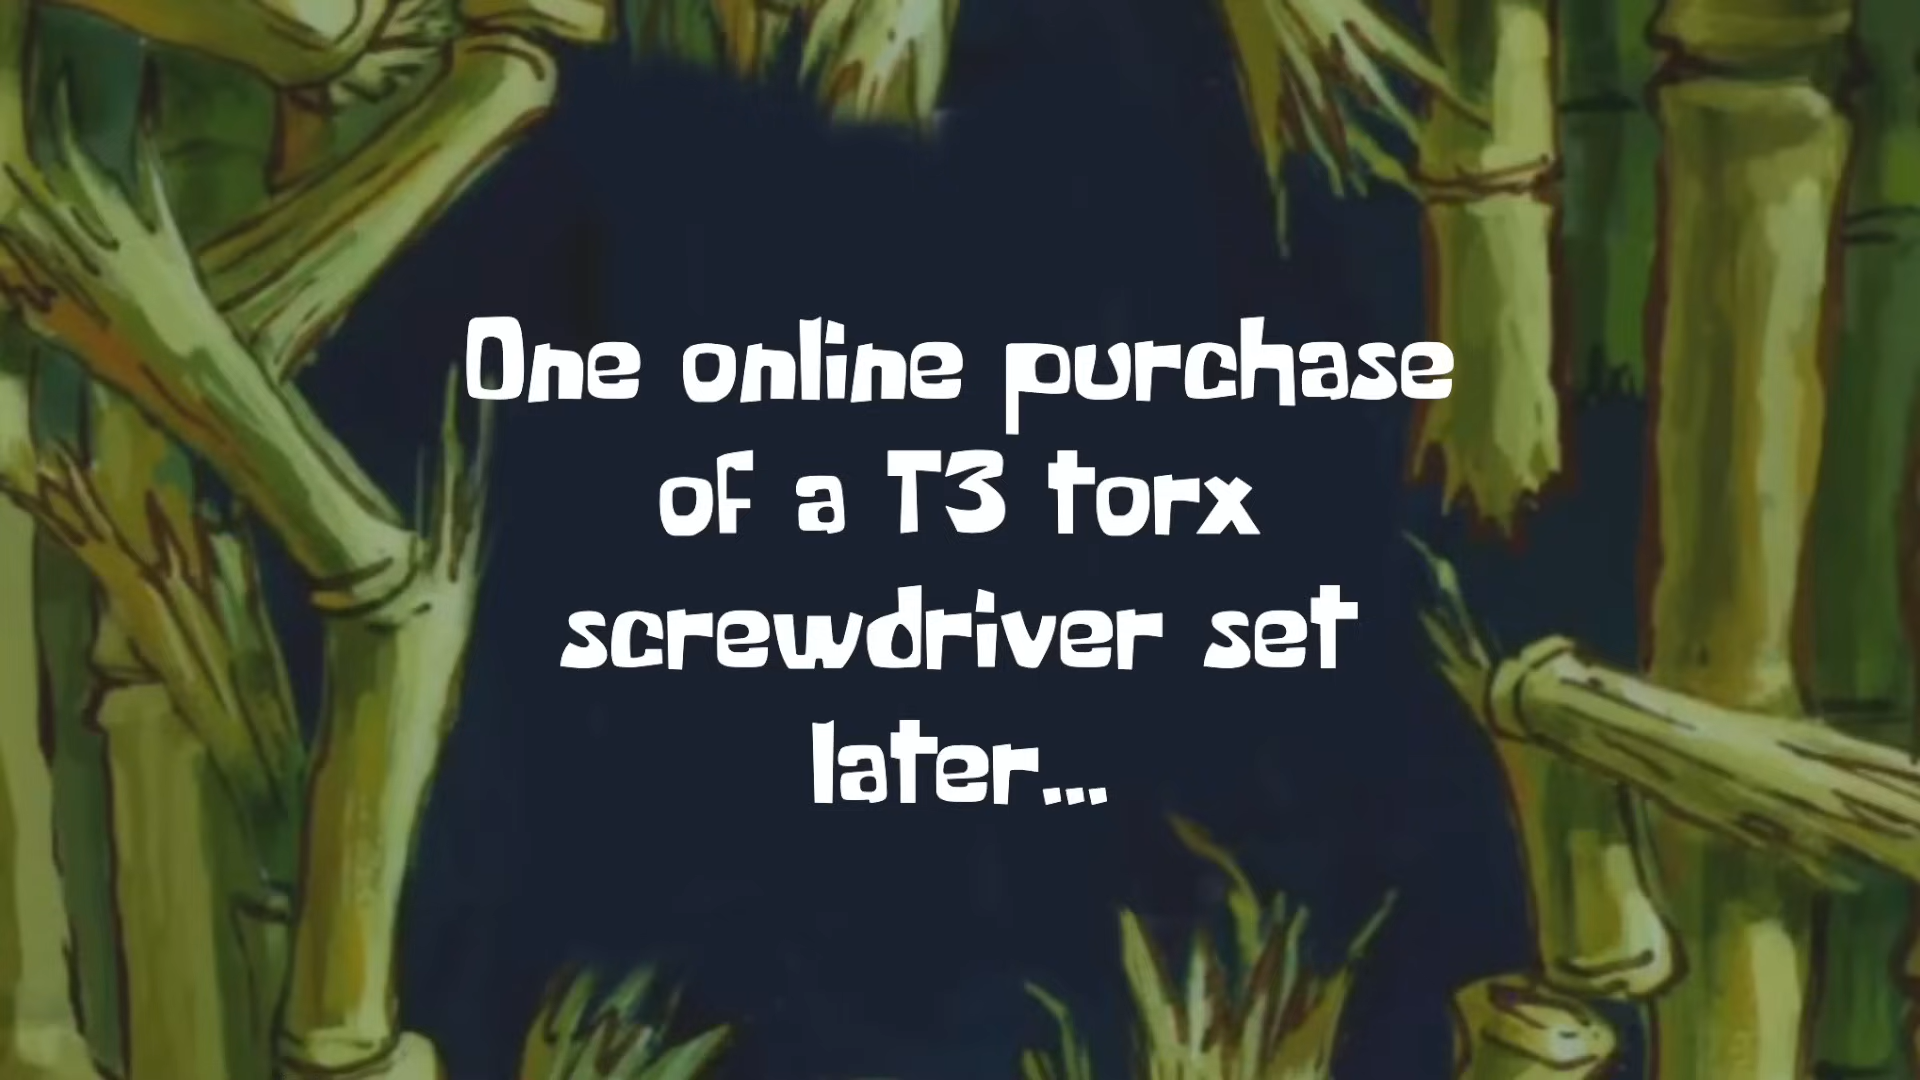 One online purchase
of a T3 torx
screwdriver set
later...